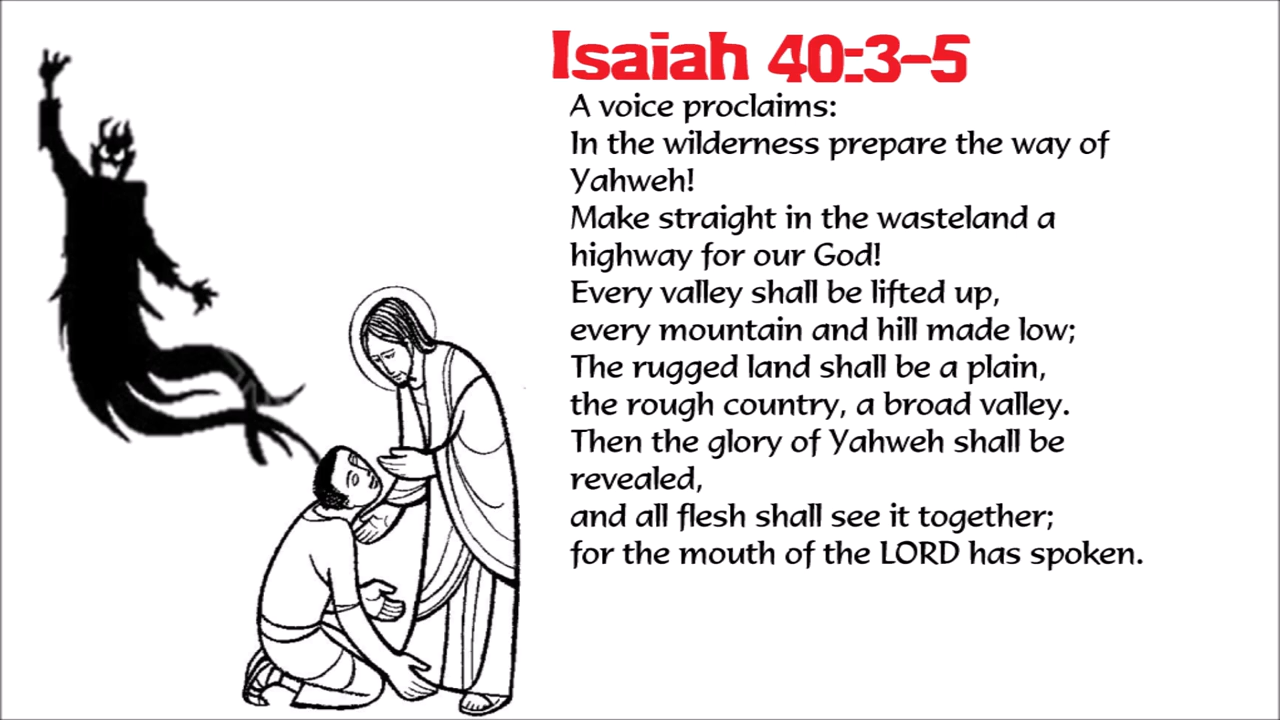 Isaiah 40:3-5
A voice proclaims:
In the wilderness prepare the way of
Yahweh!
Make straight in the wasteland a
highway for our God!
Every valley shall be lifted up,
every mountain and hill made low;
The rugged land shall be a plain,
the rough country, a broad valley.
Then the glory of Yahweh shall be
revealed,
and all flesh shall see it together;
for the mouth of the LORD has spoken.